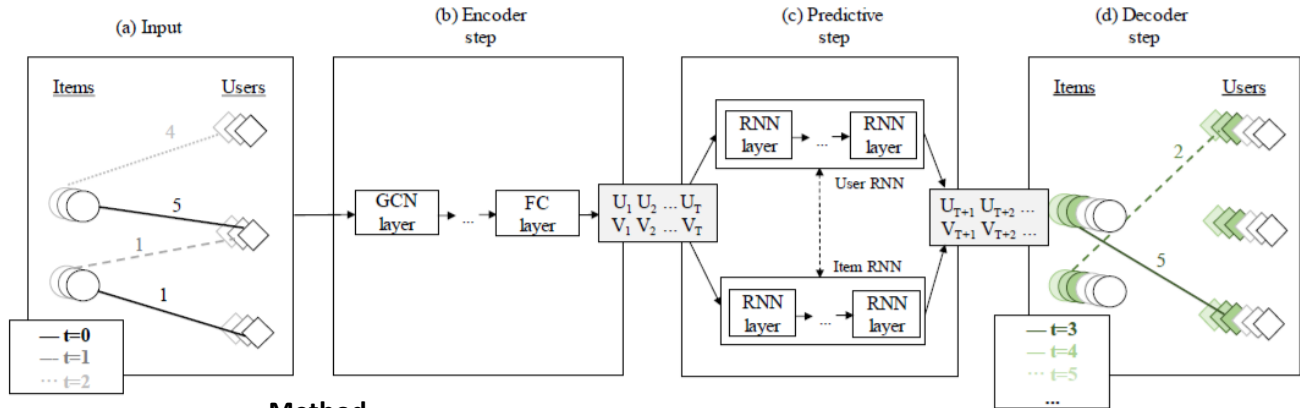 (a) Input
Items
Users
4
5
1
1
— t=0
— t=1
··· t=2
(b) Encoder
step
GCN
layer
...
FC
layer
U1 U2 ... UT
V1 V2 ... VT
(c) Predictive
step
RNN
layer
...
RNN
layer
User RNN
Item RNN
RNN
layer
...
RNN
layer
UT+1 UT+2 ...
VT+1 VT+2 ...
(d) Decoder
step
Items
Users
2
5
— t=3
— t=4
··· t=5
...
Method